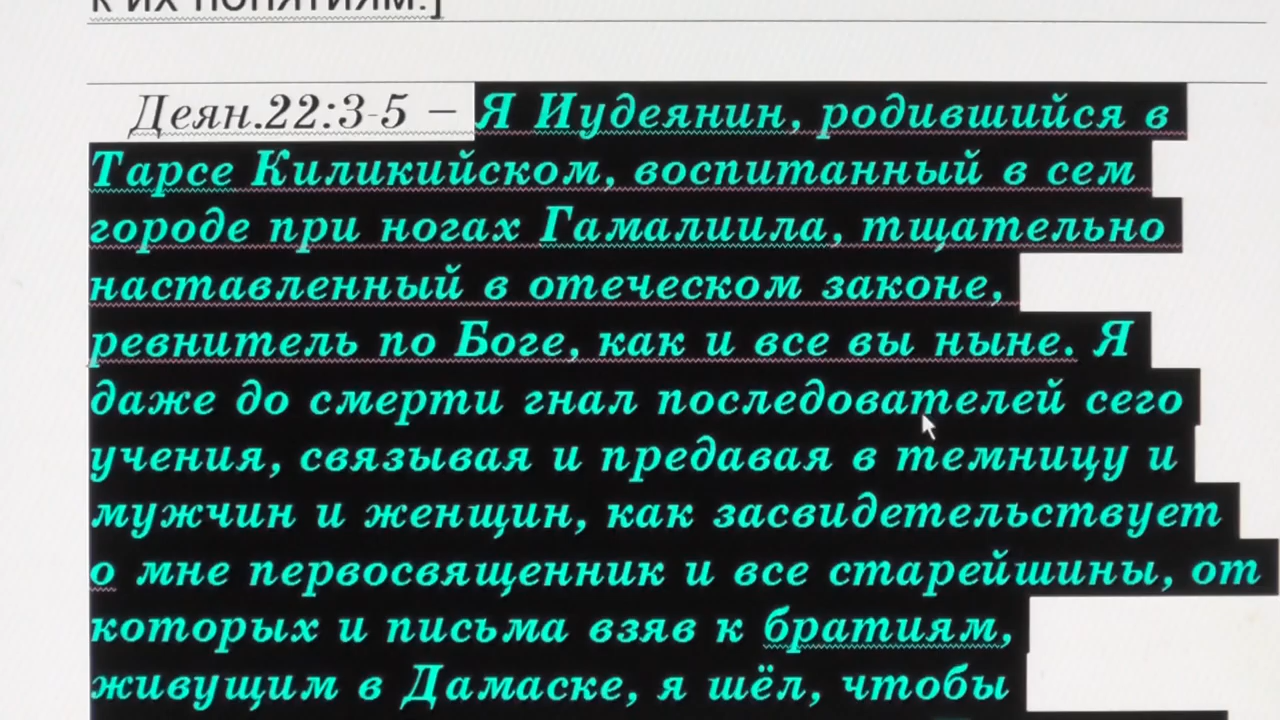 к их понятиям.]
Деян.22:3-5 – Я Иудеянин, родившийся в
Тарсе Киликийском, воспитанный в сем
городе при ногах Гамалиила, тщательно
наставленный в отеческом законе,
ревнитель по Боге, как и все вы ныне. Я
даже до смерти гнал последователей сего
учения, связывая и предавая в темницу и
мужчин и женщин, как засвидетельствует
о мне первосвященник и все старейшины, от
которых и письма взяв к братиям,
живущим в Дамаске, я шёл, чтобы